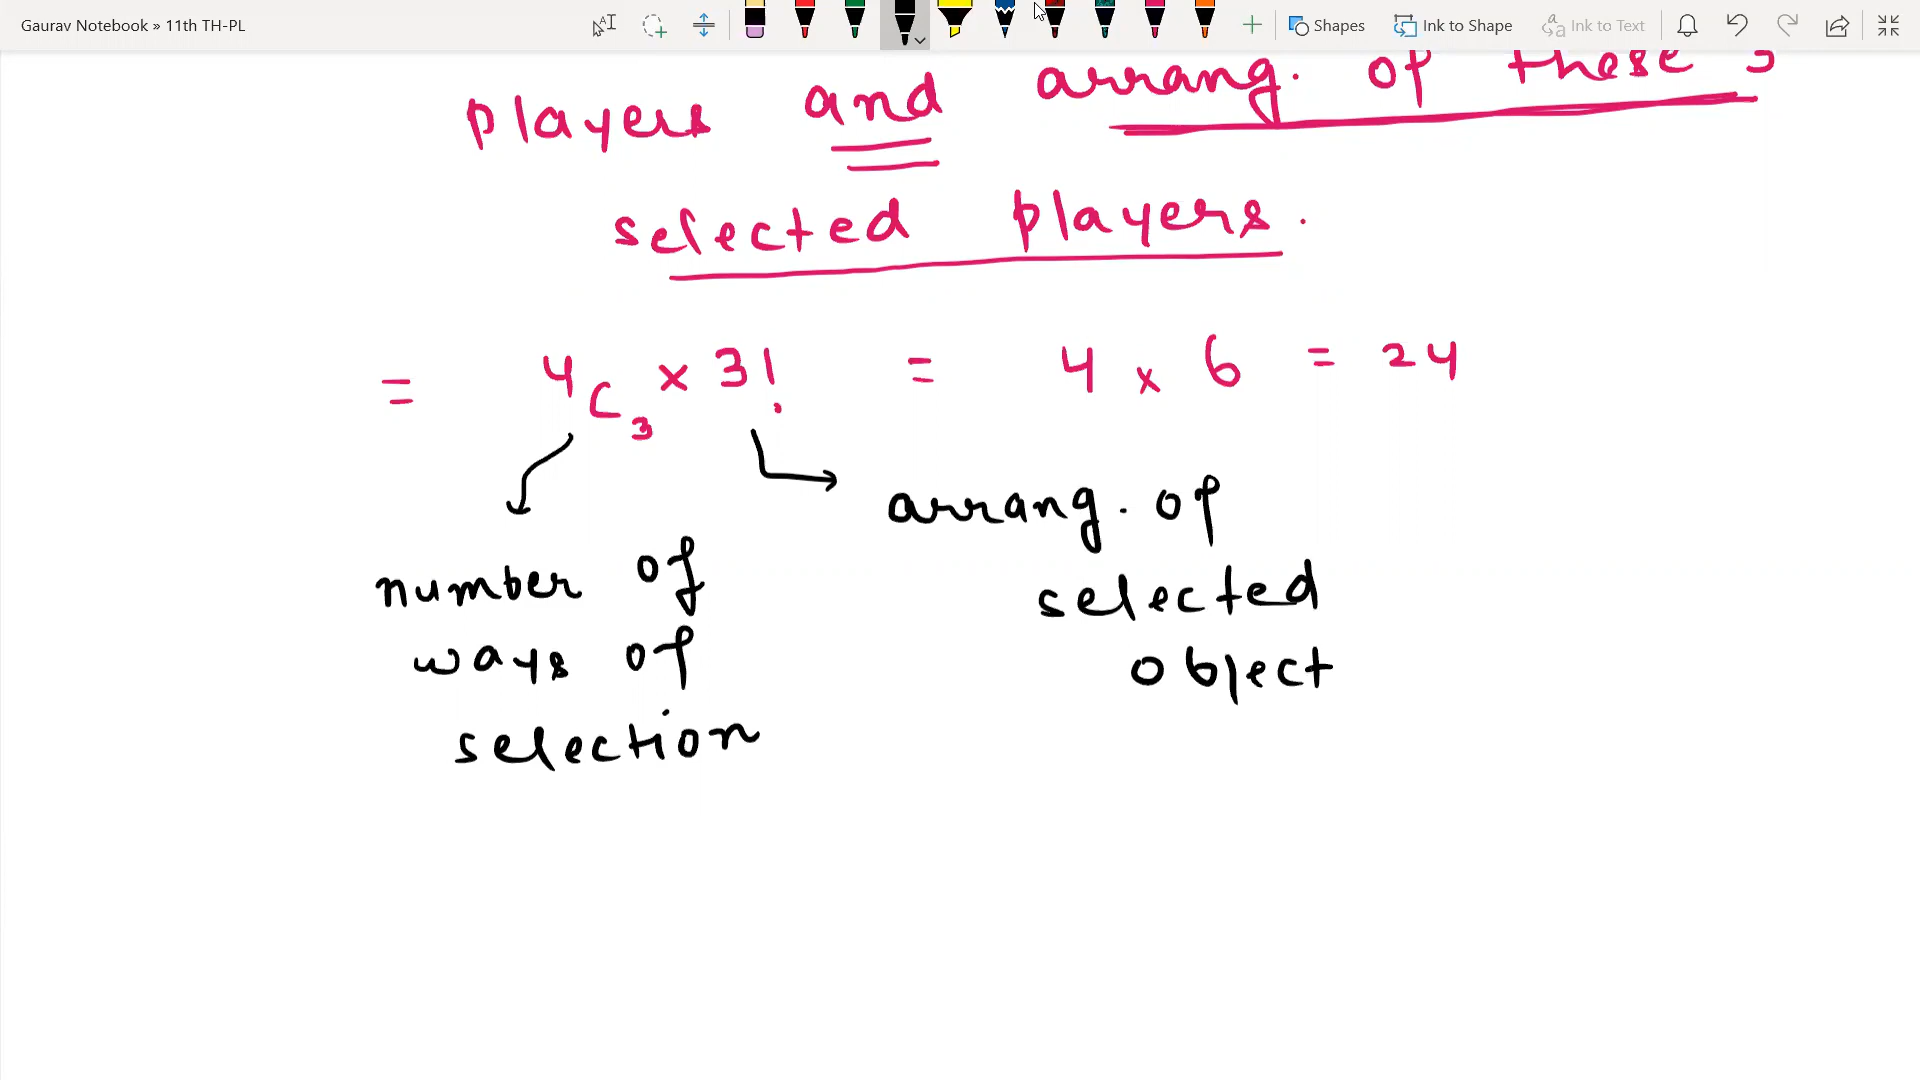 Gaurav Notebook » 11th TH-PL
Shapes
Ink to Shape
Ink to Text
players and arrang. of these 3
selected players.
= 4C3 × 3! = 4 × 6 = 24
number of
ways of
selection
arrang. of
selected
object